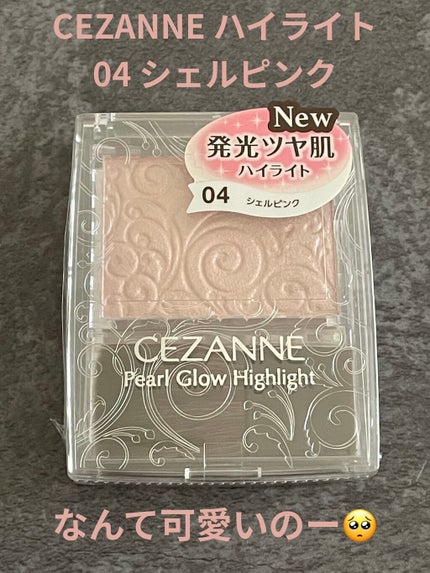 CEZANNE ハイライト
04 シェルピンク
New
発光ツヤ肌
ハイライト
04 シェルピンク
CEZANNE
Pearl Glow Highlight
なんて可愛いのー🥺